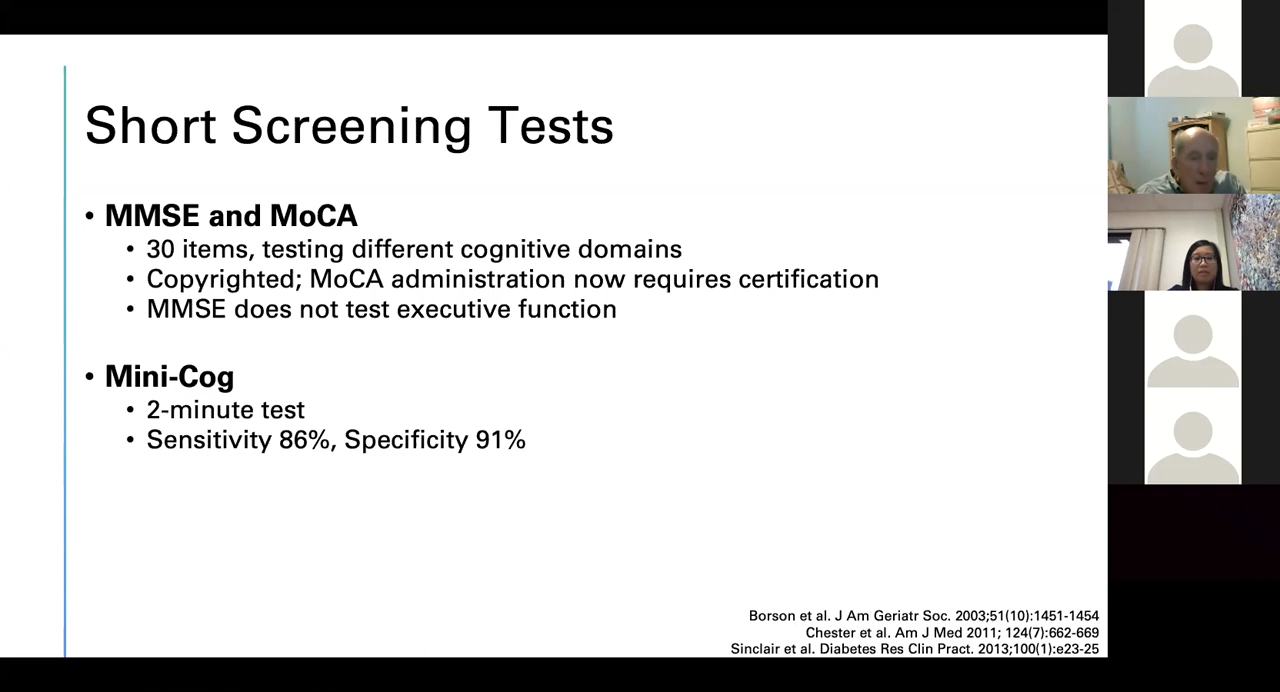 Short Screening Tests
• MMSE and MoCA
• 30 items, testing different cognitive domains
• Copyrighted; MoCA administration now requires certification
• MMSE does not test executive function
• Mini-Cog
• 2-minute test
• Sensitivity 86%, Specificity 91%
Borson et al. J Am Geriatr Soc. 2003;51(10):1451-1454
Chester et al. Am J Med 2011; 124(7):662-669
Sinclair et al. Diabetes Res Clin Pract. 2013;100(1):e23-25